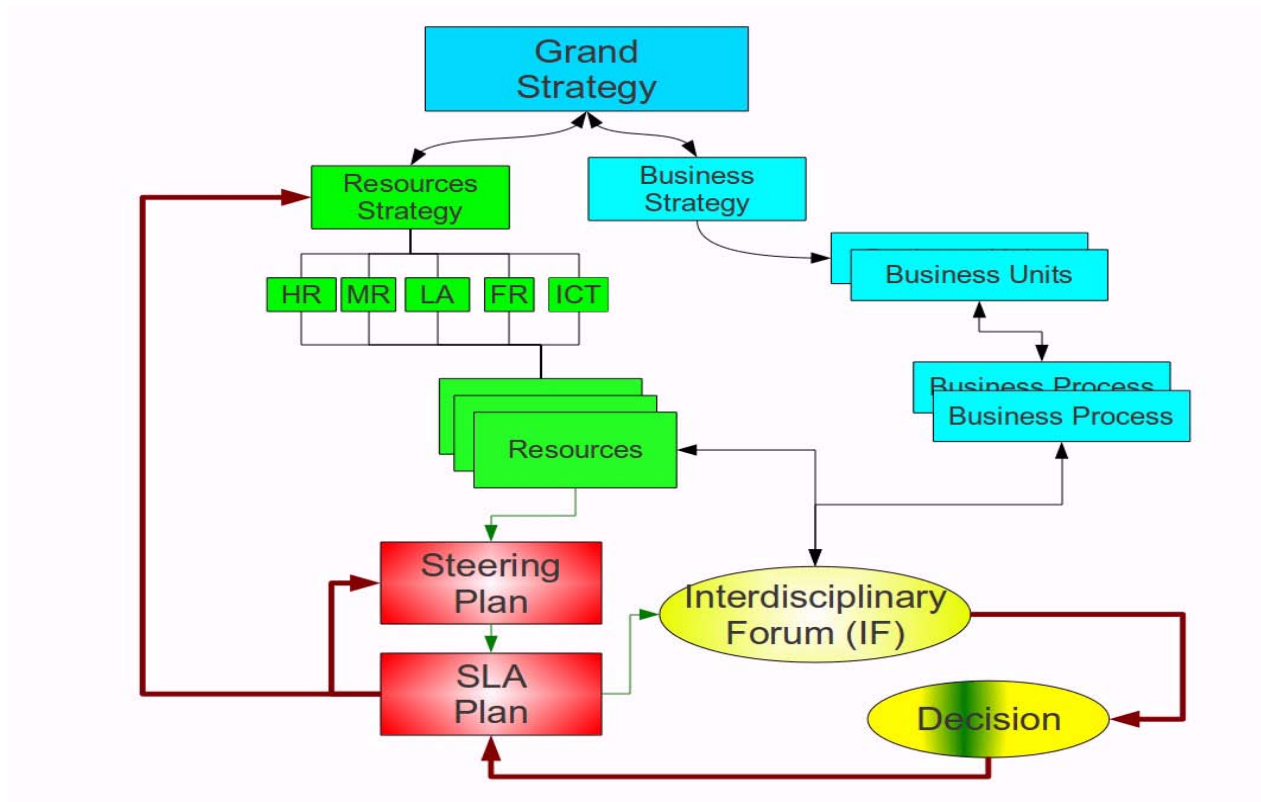 Grand
Strategy
Resources
Strategy
Business
Strategy
Business Units
HR MR LA FR ICT
Business Process
Business Process
Resources
Steering
Plan
Interdisciplinary
Forum (IF)
SLA
Plan
Decision